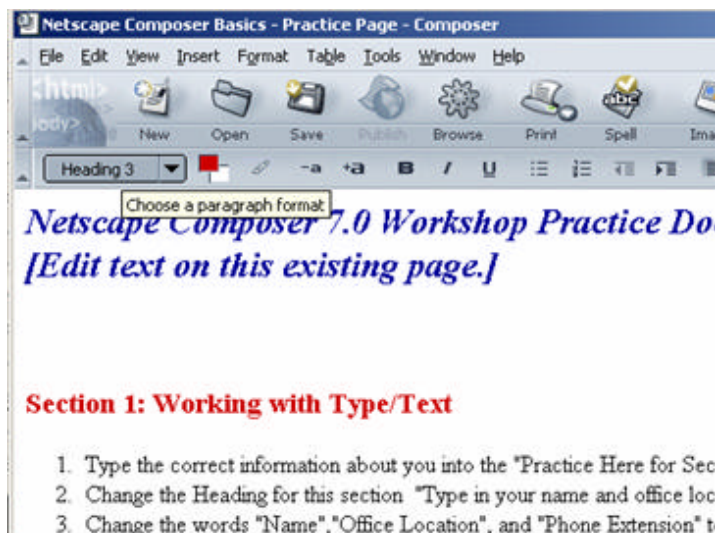 Netscape Composer Basics - Practice Page - Composer
File Edit View Insert Format Table Tools Window Help
<html>
body>
New Open Save Publish Browse Print Spell
Heading 3 -a +a B I U
Choose a paragraph format
Netscape Composer 7.0 Workshop Practice Do
[Edit text on this existing page.]
Section 1: Working with Type/Text
1. Type the correct information about you into the "Practice Here for Sec
2. Change the Heading for this section "Type in your name and office loc
3. Change the words "Name","Office Location", and "Phone Extension" t